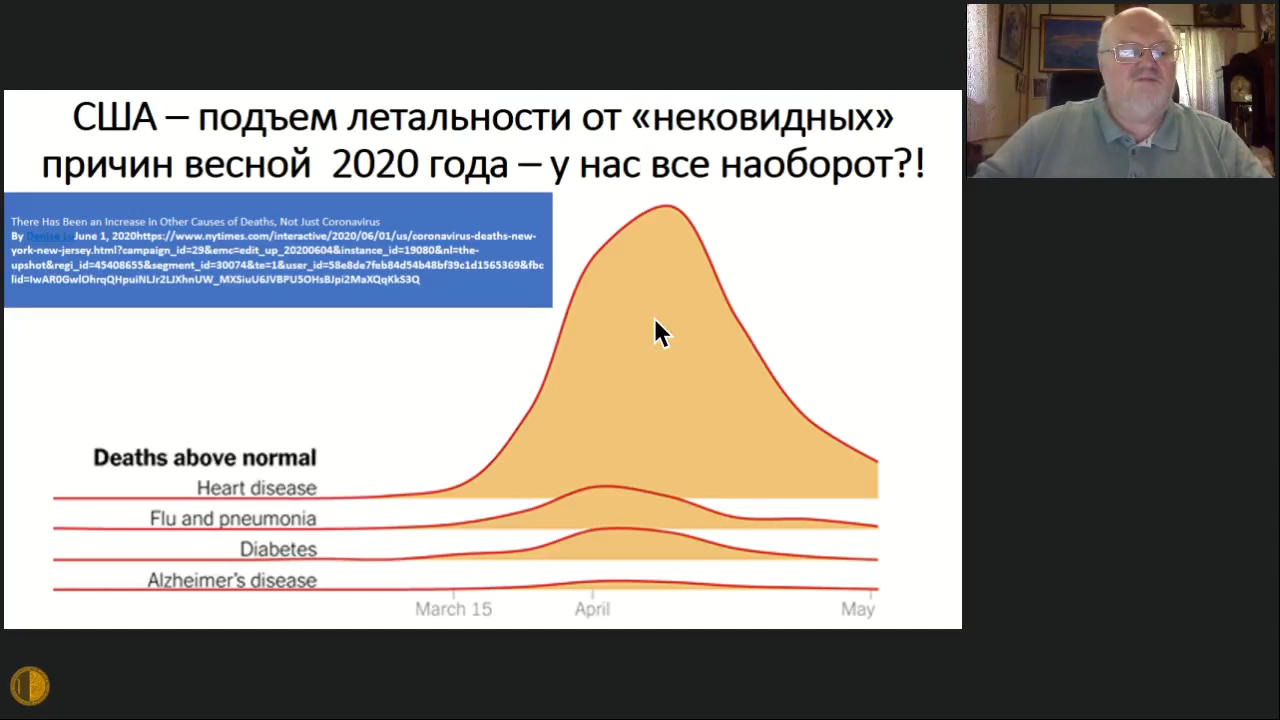 США – подъем летальности от «нековидных»
причин весной 2020 года – у нас все наоборот?!
There Has Been an Increase in Other Causes of Deaths, Not Just Coronavirus
By June 1, 2020https://www.nytimes.com/interactive/2020/06/01/us/coronavirus-deaths-new-
york-new-jersey.html?campaign_id=29&emc=edit_up_20200604&instance_id=19080&nl=the-
upshot&regi_id=45408655&segment_id=30074&te=1&user_id=58e8de7feb84d54b48bf39c1d1565369&fbc
Deaths above normal
Heart disease
Flu and pneumonia
Diabetes
Alzheimer's disease
March 15 April May